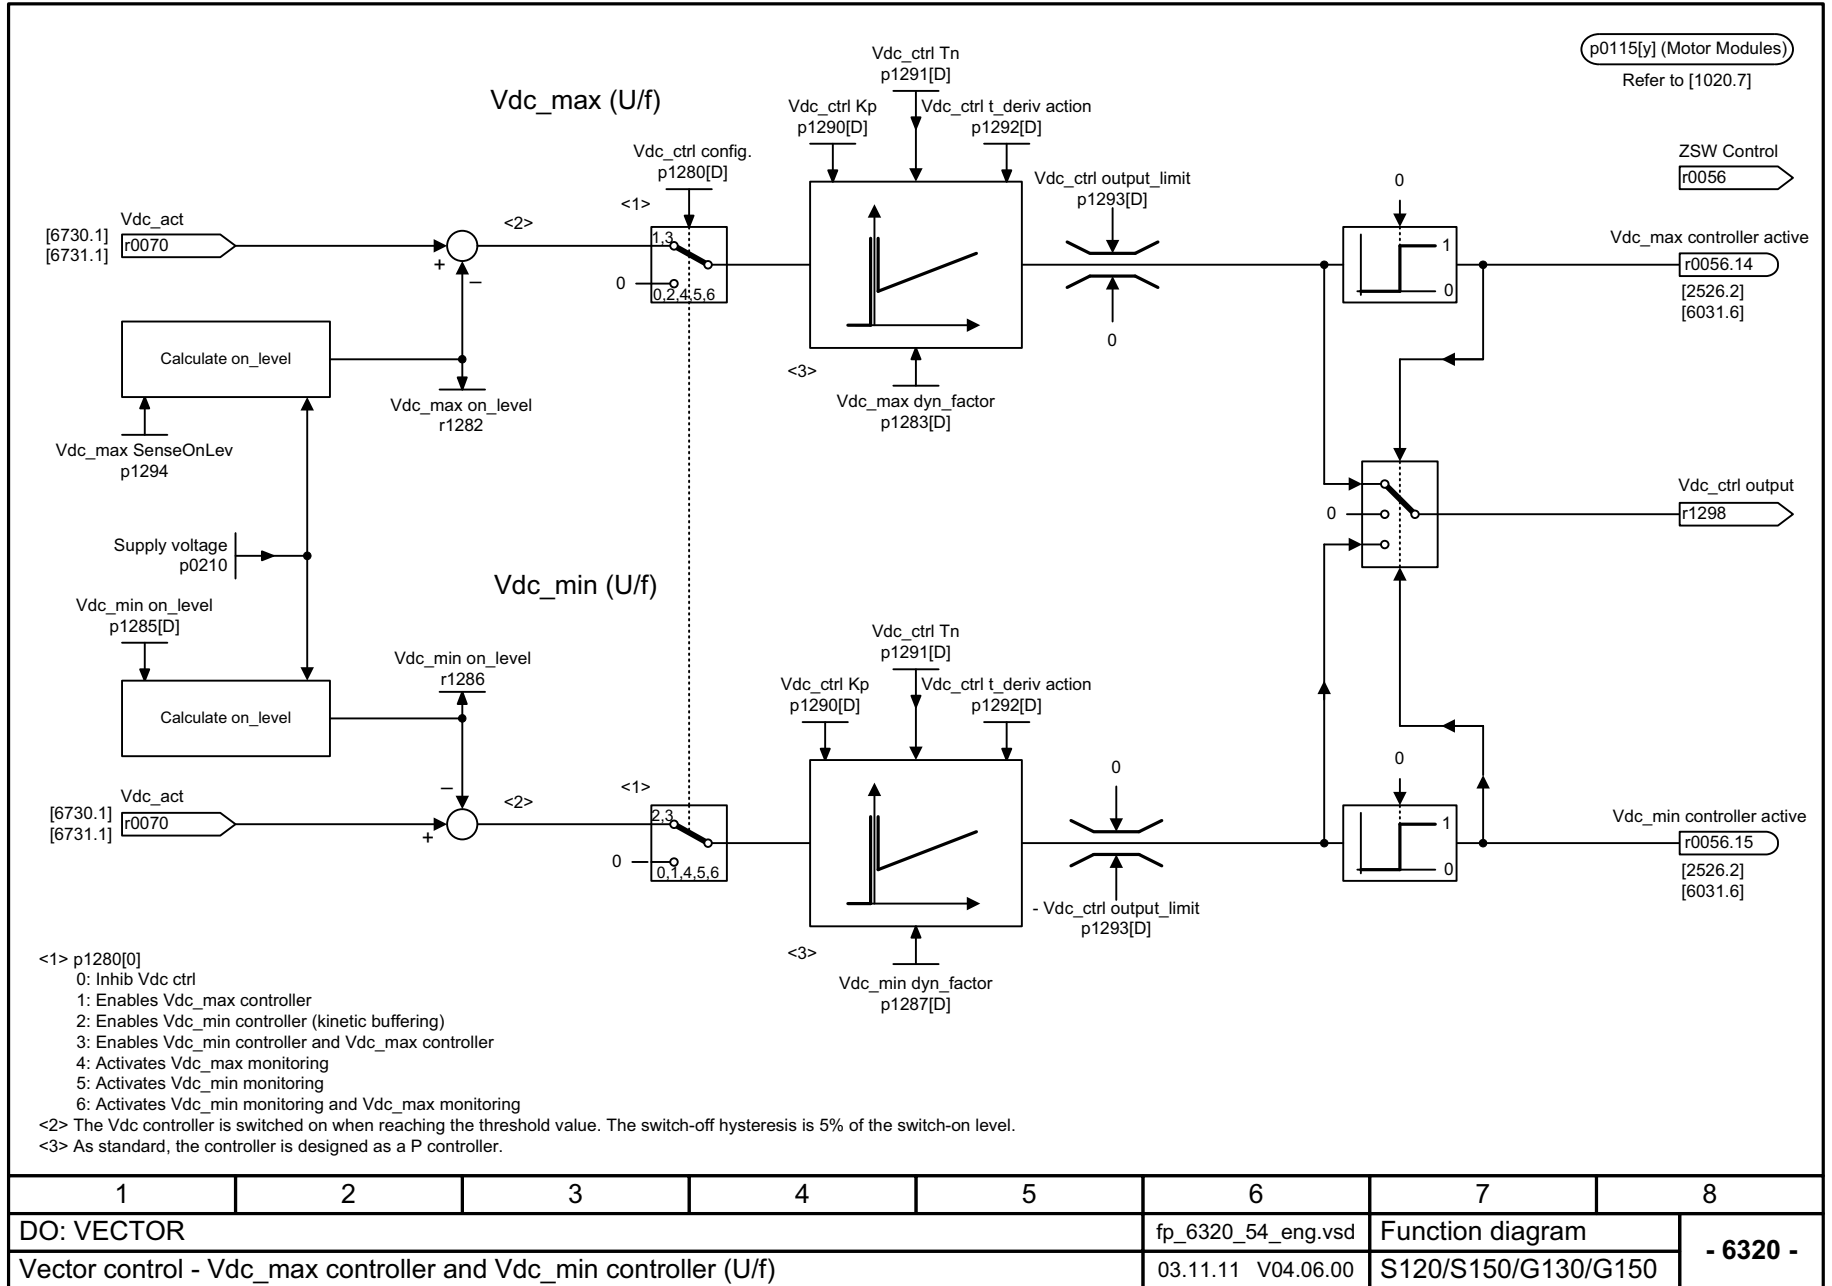 p0115[y] (Motor Modules)
Refer to [1020.7]
Vdc_max (U/f)
Vdc_ctrl Tn
p1291[D]
Vdc_ctrl Kp
p1290[D]
Vdc_ctrl t_deriv action
p1292[D]
ZSW Control
r0056
Vdc_ctrl config.
p1280[D]
Vdc_ctrl output_limit
p1293[D]
0
<1>
<2>
Vdc_act
[6730.1]
[6731.1]
r0070
+
–
1,3
0
0,2,4,5,6
0
1
0
Vdc_max controller active
r0056.14
[2526.2]
[6031.6]
Calculate on_level
Vdc_max on_level
r1282
<3>
Vdc_max dyn_factor
p1283[D]
Vdc_max SenseOnLev
p1294
Vdc_ctrl output
r1298
0
Supply voltage
p0210
Vdc_min (U/f)
Vdc_min on_level
p1285[D]
Vdc_ctrl Tn
p1291[D]
Vdc_min on_level
r1286
Vdc_ctrl Kp
p1290[D]
Vdc_ctrl t_deriv action
p1292[D]
Calculate on_level
0
0
<1>
<2>
Vdc_act
[6730.1]
[6731.1]
r0070
+
–
2,3
0
0,1,4,5,6
1
0
Vdc_min controller active
r0056.15
[2526.2]
[6031.6]
- Vdc_ctrl output_limit
p1293[D]
<3>
Vdc_min dyn_factor
p1287[D]
<1> p1280[0]
0: Inhib Vdc ctrl
1: Enables Vdc_max controller
2: Enables Vdc_min controller (kinetic buffering)
3: Enables Vdc_min controller and Vdc_max controller
4: Activates Vdc_max monitoring
5: Activates Vdc_min monitoring
6: Activates Vdc_min monitoring and Vdc_max monitoring
<2> The Vdc controller is switched on when reaching the threshold value. The switch-off hysteresis is 5% of the switch-on level.
<3> As standard, the controller is designed as a P controller.
1 2 3 4 5 6 7 8
DO: VECTOR
fp_6320_54_eng.vsd
Function diagram
- 6320 -
Vector control - Vdc_max controller and Vdc_min controller (U/f)
03.11.11 V04.06.00
S120/S150/G130/G150